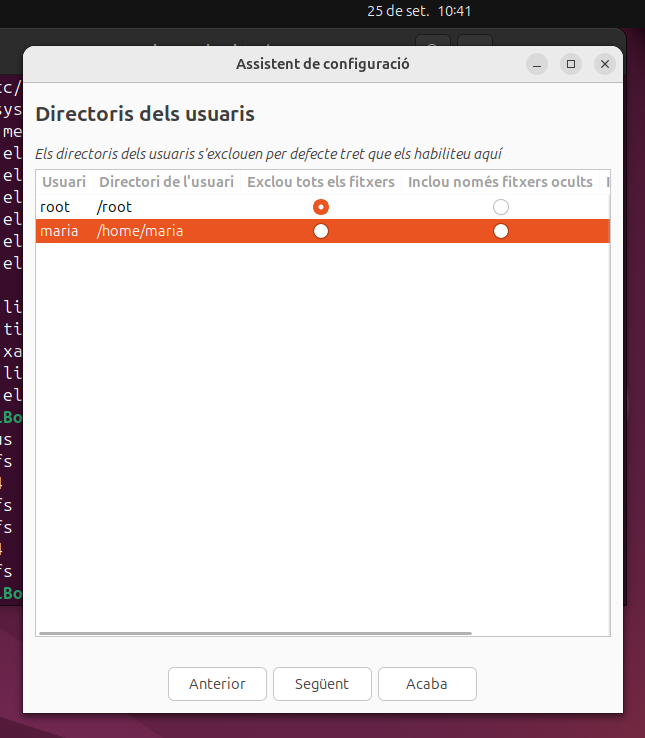 25 de set. 10:41
Assistent de configuració
Directoris dels usuaris
Els directoris dels usuaris s'exclouen per defecte tret que els habiliteu aquí
Usuari Directori de l'usuari Exclou tots els fitxers Inclou només fitxers ocults
root /root
maria /home/maria
Anterior Següent Acaba